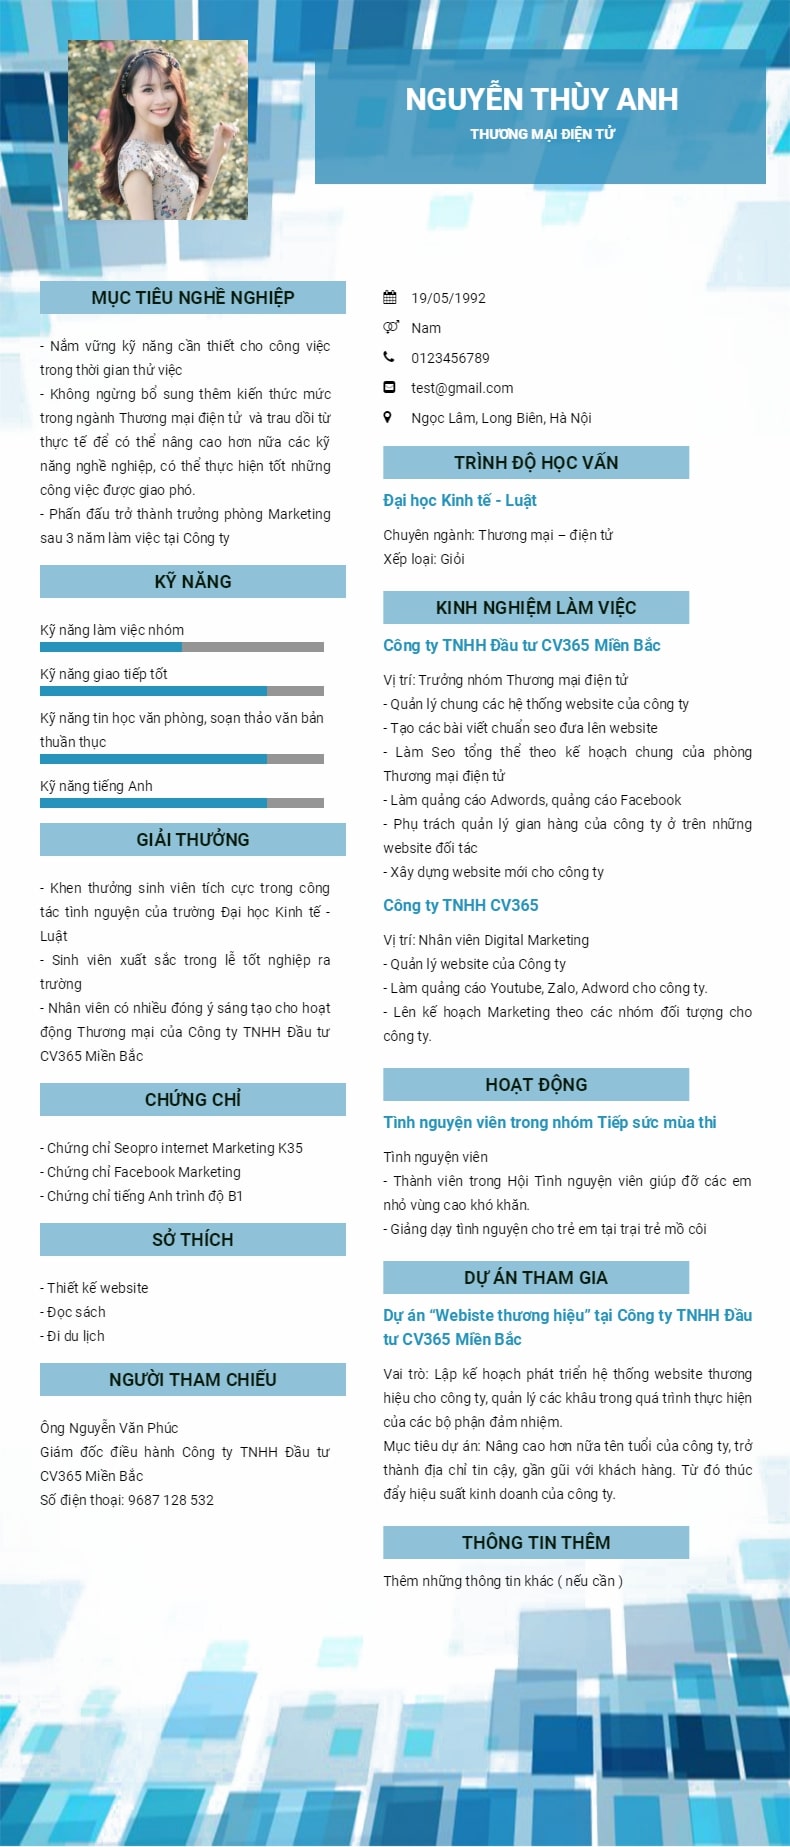 NGUYỄN THÙY ANH
THƯƠNG MẠI ĐIỆN TỬ
MỤC TIÊU NGHỀ NGHIỆP
- Nắm vững kỹ năng cần thiết cho công việc
trong thời gian thử việc
- Không ngừng bổ sung thêm kiến thức mức
trong ngành Thương mại điện tử và trau dồi từ
thực tế để có thể nâng cao hơn nữa các kỹ
năng nghề nghiệp, có thể thực hiện tốt những
công việc được giao phó.
- Phấn đấu trở thành trưởng phòng Marketing
sau 3 năm làm việc tại Công ty
KỸ NĂNG
Kỹ năng làm việc nhóm
Kỹ năng giao tiếp tốt
Kỹ năng tin học văn phòng, soạn thảo văn bản
thuần thục
Kỹ năng tiếng Anh
GIẢI THƯỞNG
- Khen thưởng sinh viên tích cực trong công
tác tình nguyện của trường Đại học Kinh tế -
Luật
- Sinh viên xuất sắc trong lễ tốt nghiệp ra
trường
- Nhân viên có nhiều đóng ý sáng tạo cho hoạt
động Thương mại của Công ty TNHH Đầu tư
CV365 Miền Bắc
CHỨNG CHỈ
- Chứng chỉ Seopro internet Marketing K35
- Chứng chỉ Facebook Marketing
- Chứng chỉ tiếng Anh trình độ B1
SỞ THÍCH
- Thiết kế website
- Đọc sách
- Đi du lịch
NGƯỜI THAM CHIẾU
Ông Nguyễn Văn Phúc
Giám đốc điều hành Công ty TNHH Đầu tư
CV365 Miền Bắc
Số điện thoại: 9687 128 532
19/05/1992
Nam
0123456789
test@gmail.com
Ngọc Lâm, Long Biên, Hà Nội
TRÌNH ĐỘ HỌC VẤN
Đại học Kinh tế - Luật
Chuyên ngành: Thương mại – điện tử
Xếp loại: Giỏi
KINH NGHIỆM LÀM VIỆC
Công ty TNHH Đầu tư CV365 Miền Bắc
Vị trí: Trưởng nhóm Thương mại điện tử
- Quản lý chung các hệ thống website của công ty
- Tạo các bài viết chuẩn seo đưa lên website
- Làm Seo tổng thể theo kế hoạch chung của phòng
Thương mại điện tử
- Làm quảng cáo Adwords, quảng cáo Facebook
- Phụ trách quản lý gian hàng của công ty ở trên những
website đối tác
- Xây dựng website mới cho công ty
Công ty TNHH CV365
Vị trí: Nhân viên Digital Marketing
- Quản lý website của Công ty
- Làm quảng cáo Youtube, Zalo, Adword cho công ty.
- Lên kế hoạch Marketing theo các nhóm đối tượng cho
công ty.
HOẠT ĐỘNG
Tình nguyện viên trong nhóm Tiếp sức mùa thi
Tình nguyện viên
- Thành viên trong Hội Tình nguyện viên giúp đỡ các em
nhỏ vùng cao khó khăn.
- Giảng dạy tình nguyện cho trẻ em tại trại trẻ mồ côi
DỰ ÁN THAM GIA
Dự án “Webiste thương hiệu” tại Công ty TNHH Đầu
tư CV365 Miền Bắc
Vai trò: Lập kế hoạch phát triển hệ thống website thương
hiệu cho công ty, quản lý các khâu trong quá trình thực hiện
của các bộ phận đảm nhiệm.
Mục tiêu dự án: Nâng cao hơn nữa tên tuổi của công ty, trở
thành địa chỉ tin cậy, gần gũi với khách hàng. Từ đó thúc
đẩy hiệu suất kinh doanh của công ty.
THÔNG TIN THÊM
Thêm những thông tin khác ( nếu cần )